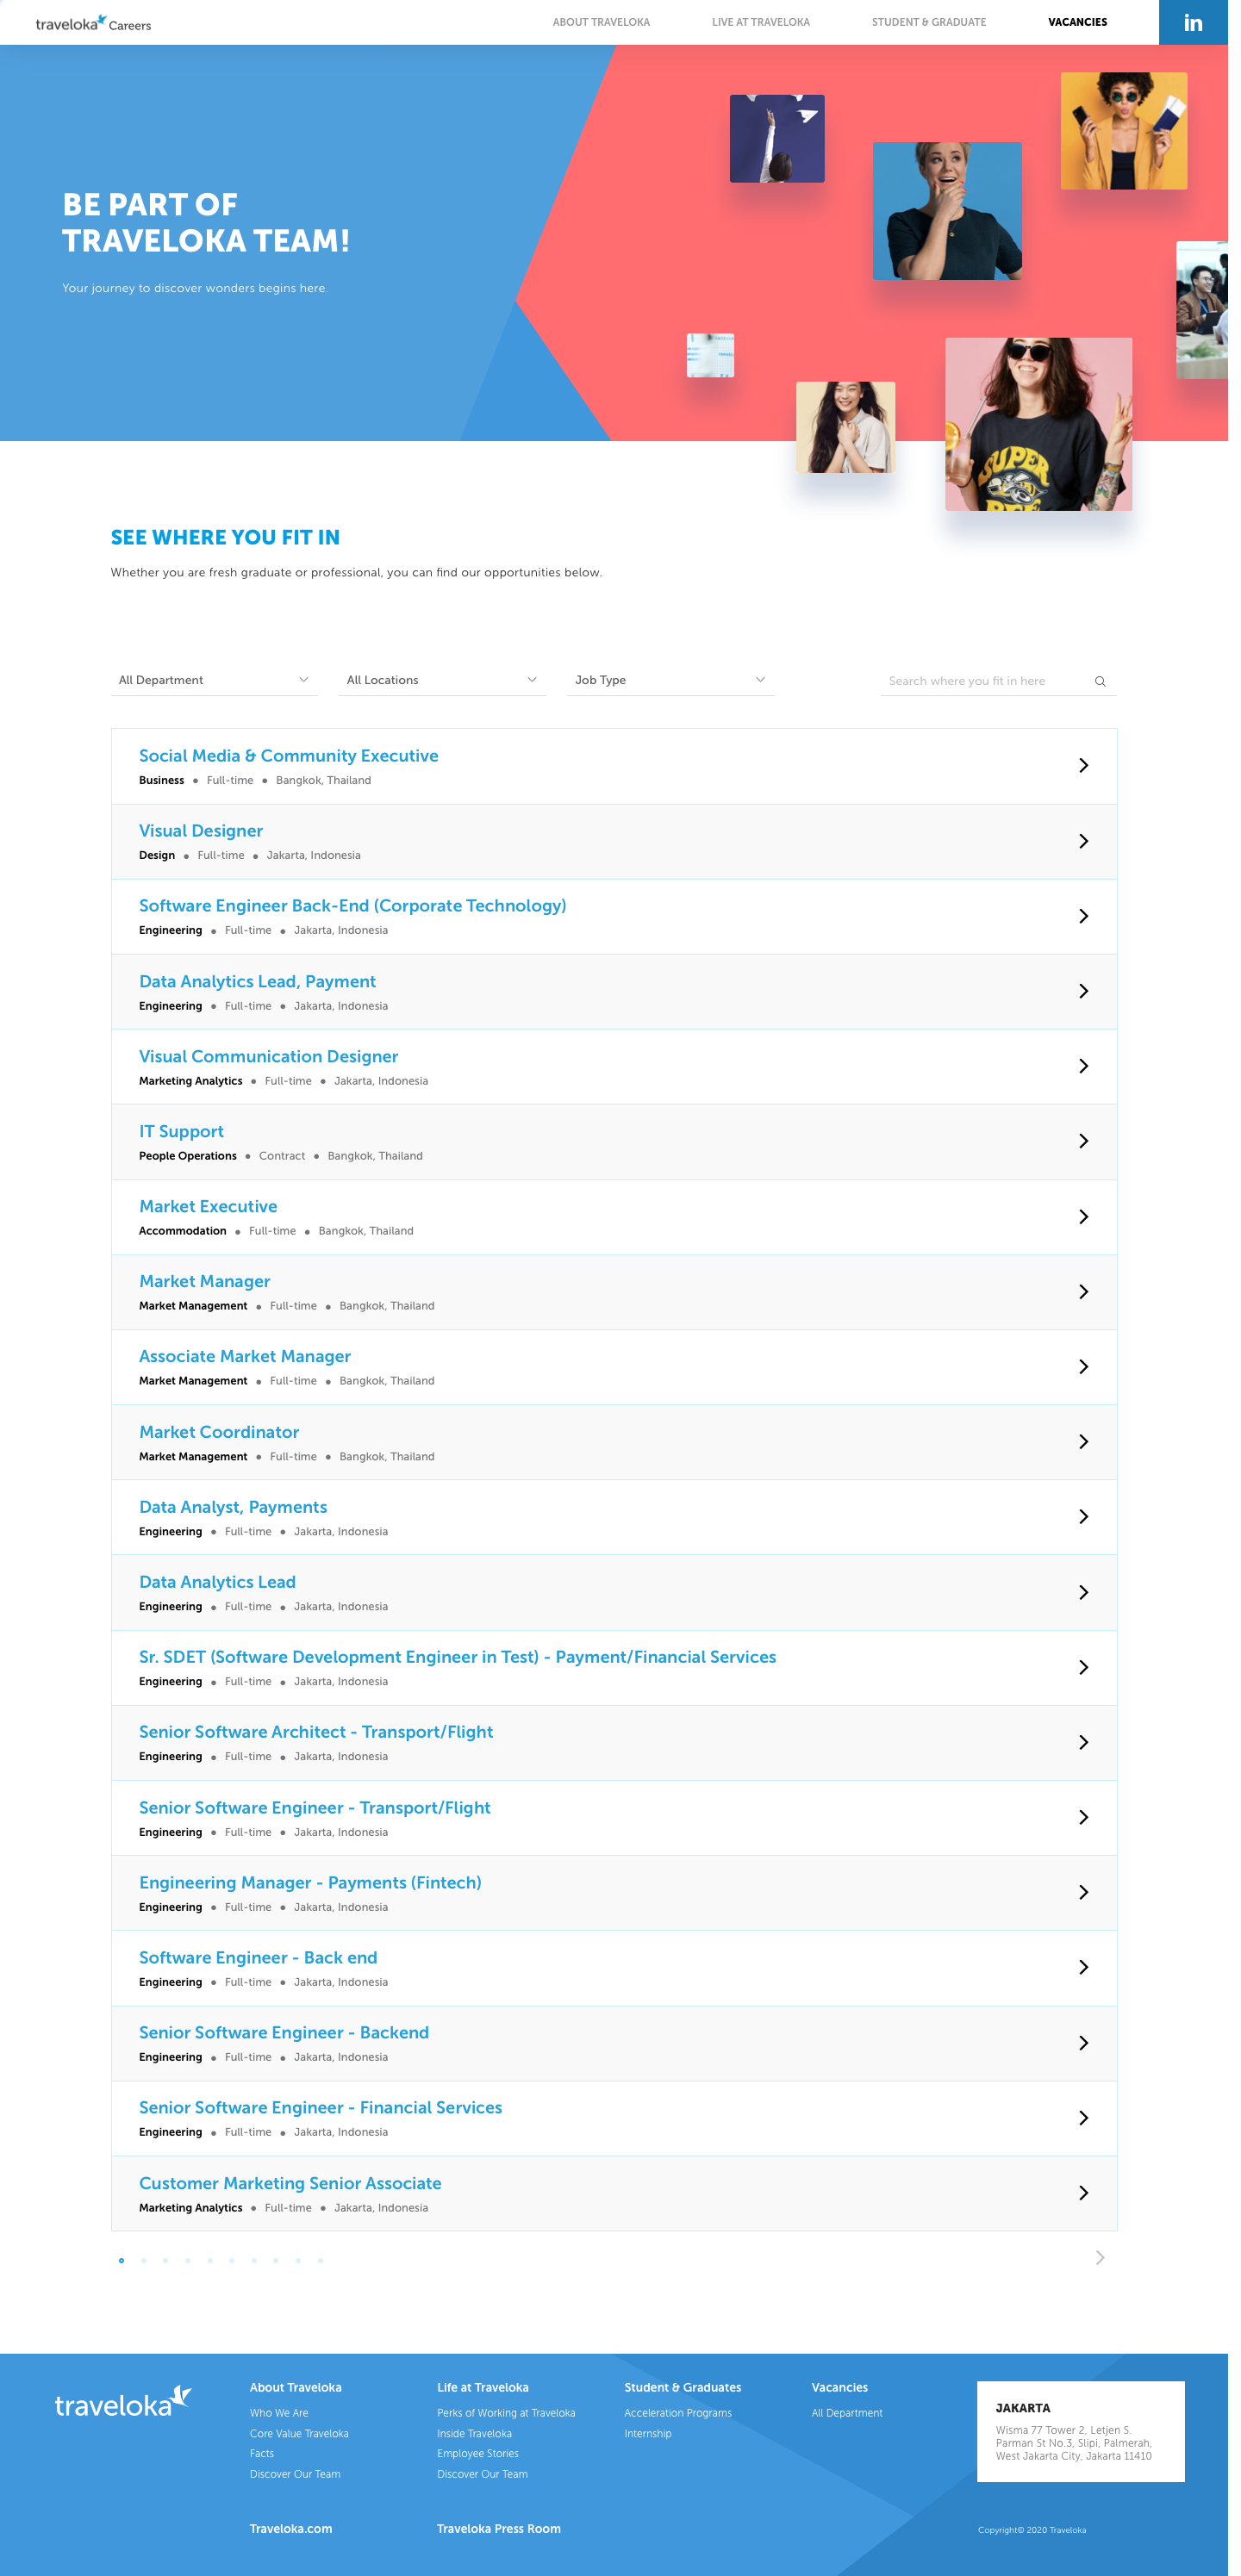 traveloka Careers
ABOUT TRAVELOKA
LIVE AT TRAVELOKA
STUDENT & GRADUATE
VACANCIES
in
BE PART OF
TRAVELOKA TEAM!
Your journey to discover wonders begins here.
SUPER
BEE
SEE WHERE YOU FIT IN
Whether you are fresh graduate or professional, you can find our opportunities below.
All Department
All Locations
Job Type
Search where you fit in here
Social Media & Community Executive
Business • Full-time • Bangkok, Thailand
Visual Designer
Design • Full-time • Jakarta, Indonesia
Software Engineer Back-End (Corporate Technology)
Engineering • Full-time • Jakarta, Indonesia
Data Analytics Lead, Payment
Engineering • Full-time • Jakarta, Indonesia
Visual Communication Designer
Marketing Analytics • Full-time • Jakarta, Indonesia
IT Support
People Operations • Contract • Bangkok, Thailand
Market Executive
Accommodation • Full-time • Bangkok, Thailand
Market Manager
Market Management • Full-time • Bangkok, Thailand
Associate Market Manager
Market Management • Full-time • Bangkok, Thailand
Market Coordinator
Market Management • Full-time • Bangkok, Thailand
Data Analyst, Payments
Engineering • Full-time • Jakarta, Indonesia
Data Analytics Lead
Engineering • Full-time • Jakarta, Indonesia
Sr. SDET (Software Development Engineer in Test) - Payment/Financial Services
Engineering • Full-time • Jakarta, Indonesia
Senior Software Architect - Transport/Flight
Engineering • Full-time • Jakarta, Indonesia
Senior Software Engineer - Transport/Flight
Engineering • Full-time • Jakarta, Indonesia
Engineering Manager - Payments (Fintech)
Engineering • Full-time • Jakarta, Indonesia
Software Engineer - Back end
Engineering • Full-time • Jakarta, Indonesia
Senior Software Engineer - Backend
Engineering • Full-time • Jakarta, Indonesia
Senior Software Engineer - Financial Services
Engineering • Full-time • Jakarta, Indonesia
Customer Marketing Senior Associate
Marketing Analytics • Full-time • Jakarta, Indonesia
traveloka
About Traveloka
Who We Are
Core Value Traveloka
Facts
Discover Our Team
Life at Traveloka
Perks of Working at Traveloka
Inside Traveloka
Employee Stories
Discover Our Team
Student & Graduates
Acceleration Programs
Internship
Vacancies
All Department
JAKARTA
Wisma 77 Tower 2, Letjen S.
Parman St No.3, Slipi, Palmerah,
West Jakarta City, Jakarta 11410
Traveloka.com
Traveloka Press Room
Copyright© 2020 Traveloka